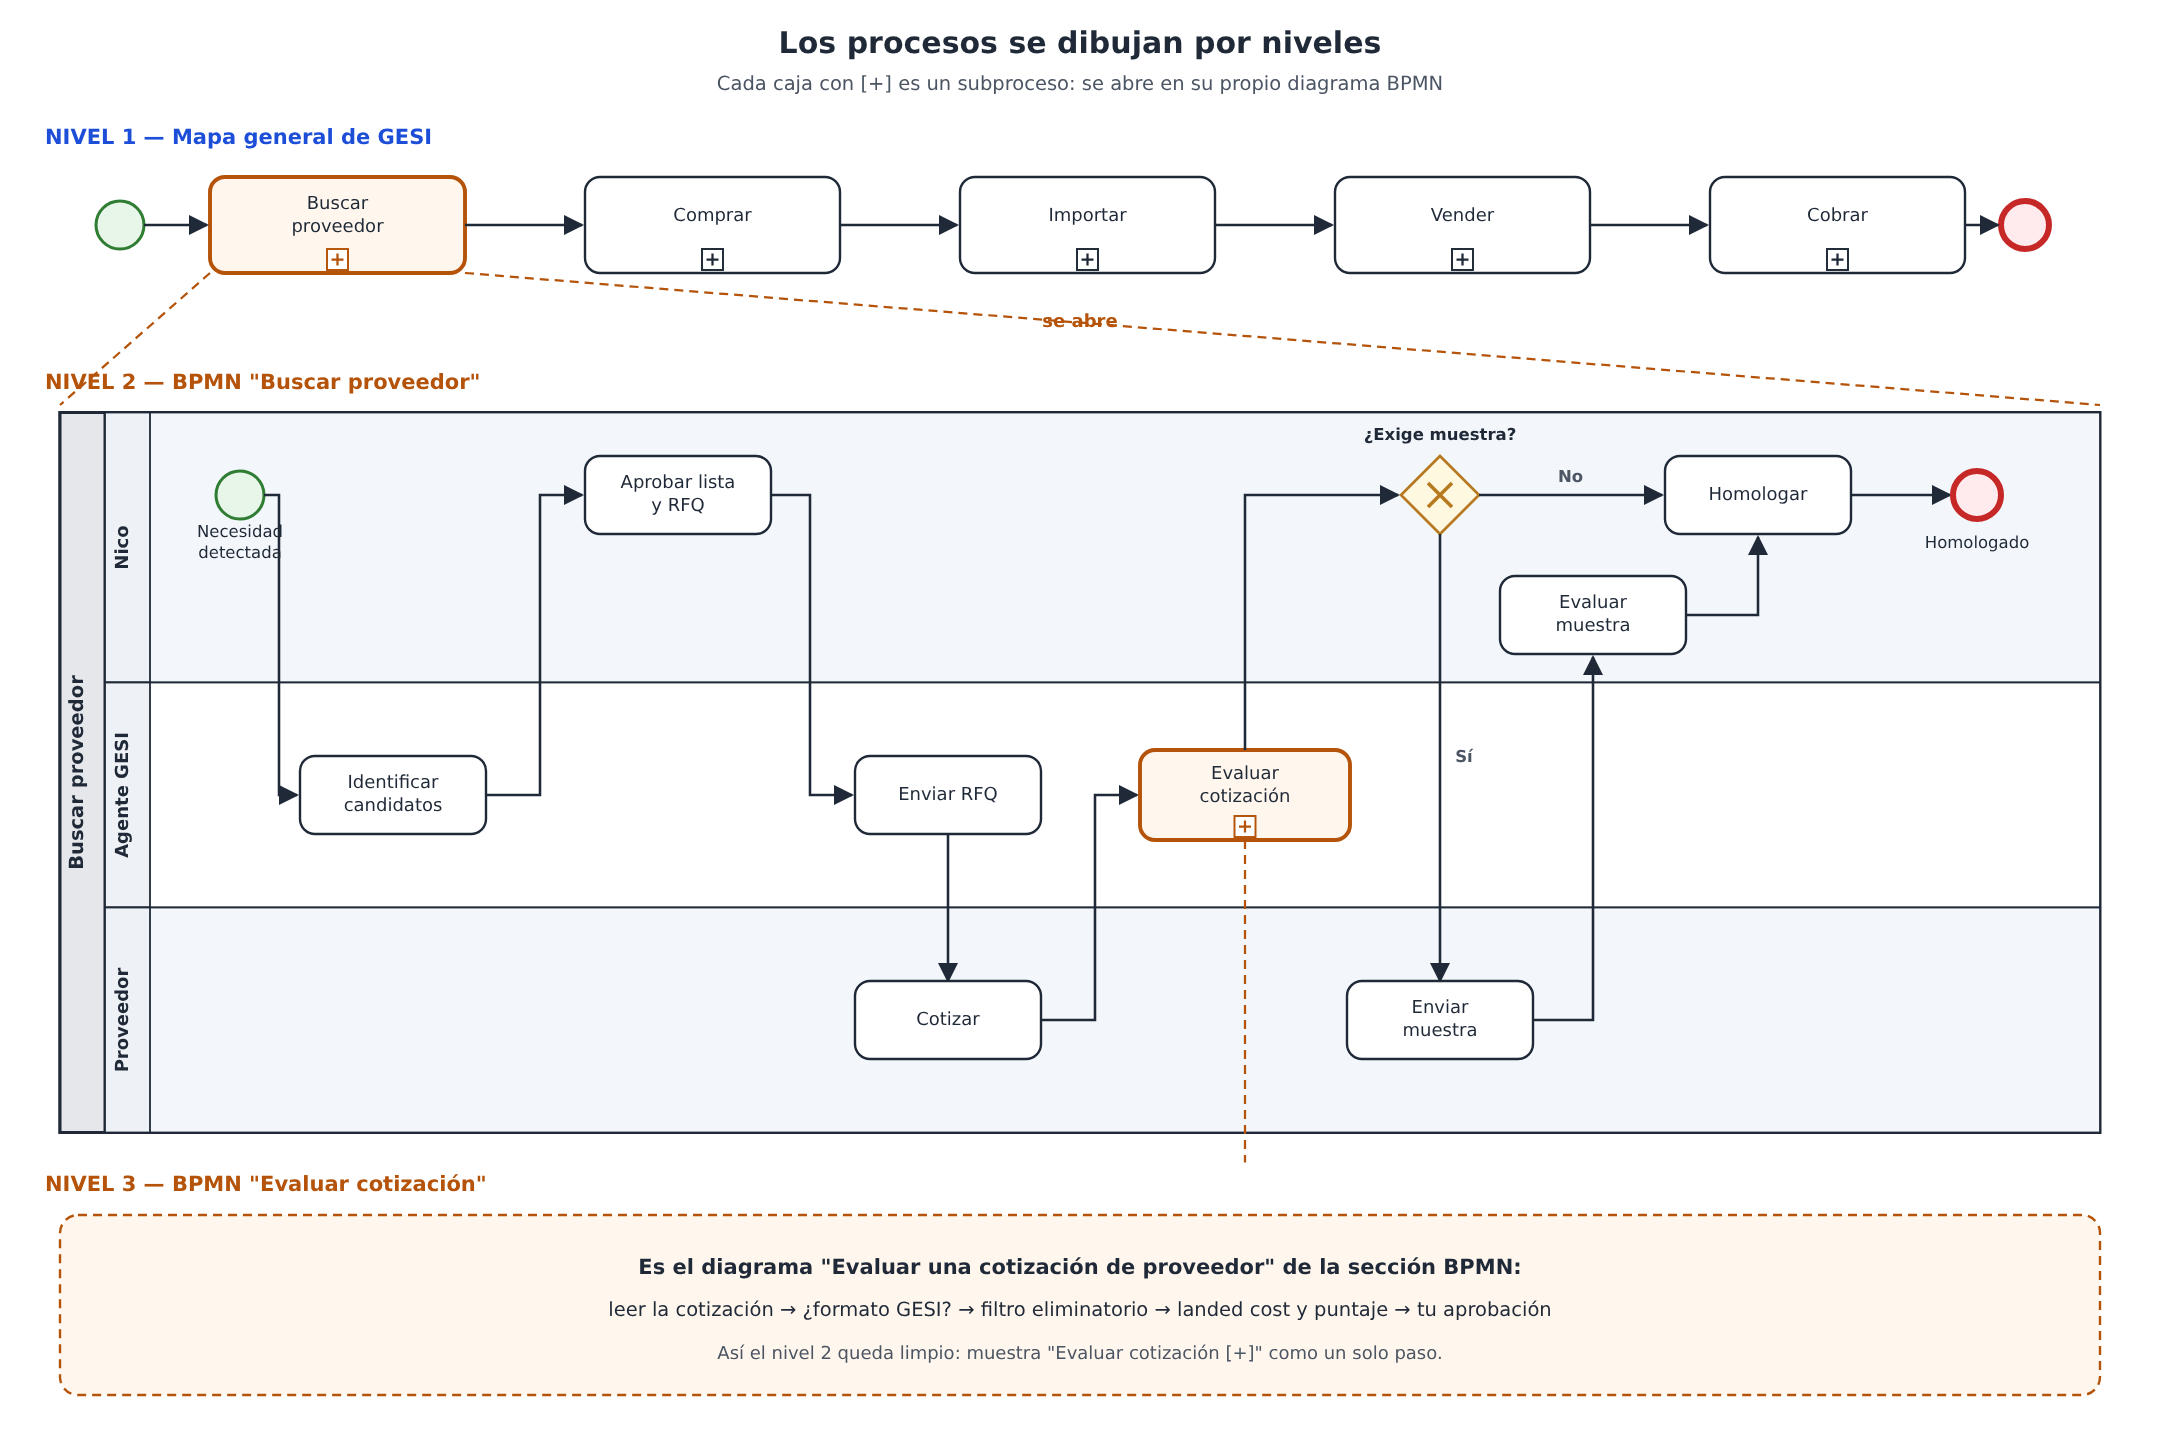 Los procesos se dibujan por niveles
Cada caja con [+] es un subproceso: se abre en su propio diagrama BPMN
NIVEL 1 — Mapa general de GESI
Buscar
proveedor
Comprar
Importar
Vender
Cobrar
se abre
NIVEL 2 — BPMN "Buscar proveedor"
Buscar proveedor
Nico
Necesidad
detectada
Aprobar lista
y RFQ
¿Exige muestra?
No
Homologar
Homologado
Evaluar
muestra
Agente GESI
Identificar
candidatos
Enviar RFQ
Evaluar
cotización
Sí
Proveedor
Cotizar
Enviar
muestra
NIVEL 3 — BPMN "Evaluar cotización"
Es el diagrama "Evaluar una cotización de proveedor" de la sección BPMN:
leer la cotización → ¿formato GESI? → filtro eliminatorio → landed cost y puntaje → tu aprobación
Así el nivel 2 queda limpio: muestra "Evaluar cotización [+]" como un solo paso.